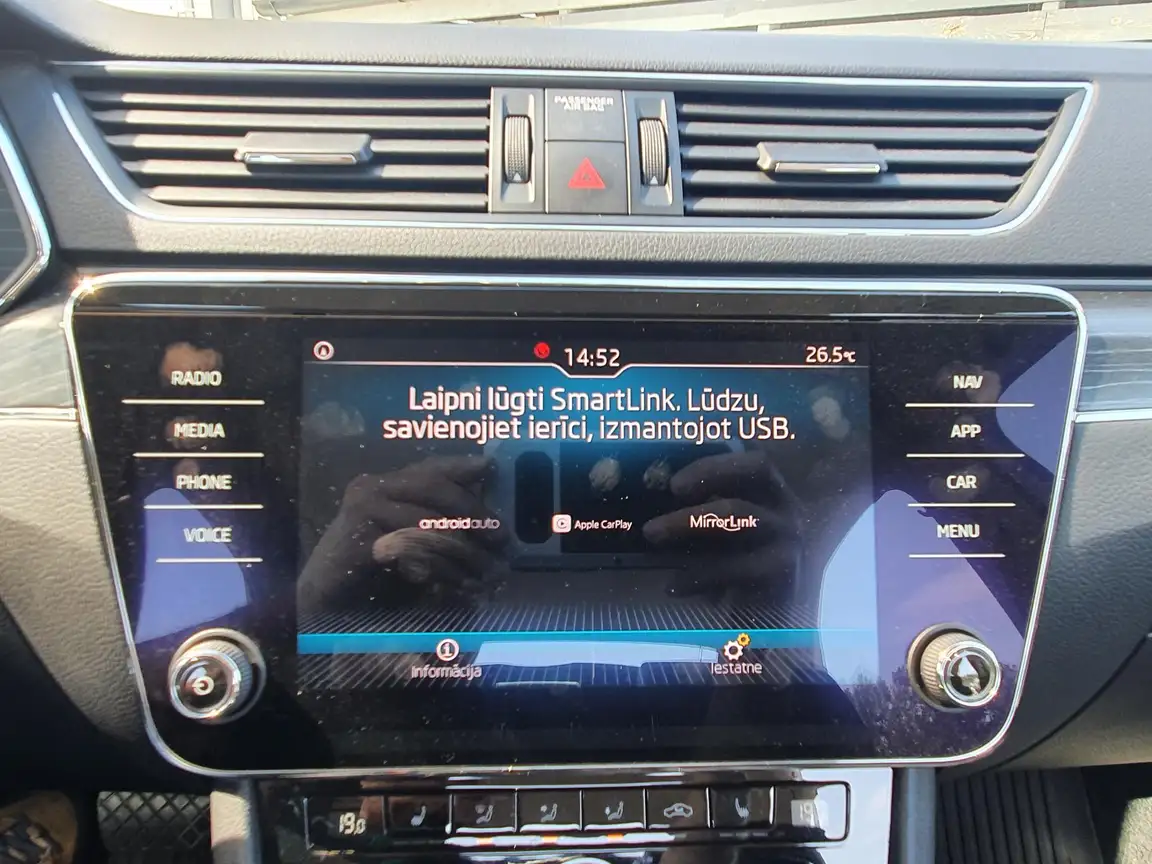 PASSENGER
AIR BAG
RADIO
MEDIA
PHONE
VOICE
14:52
26.5°C
Laipni lūgti SmartLink. Lūdzu,
savienojiet ierīci, izmantojot USB.
androidauto
Apple CarPlay
MirrorLink
Informācija
Iestatne
NAV
APP
CAR
MENU
19.0
19